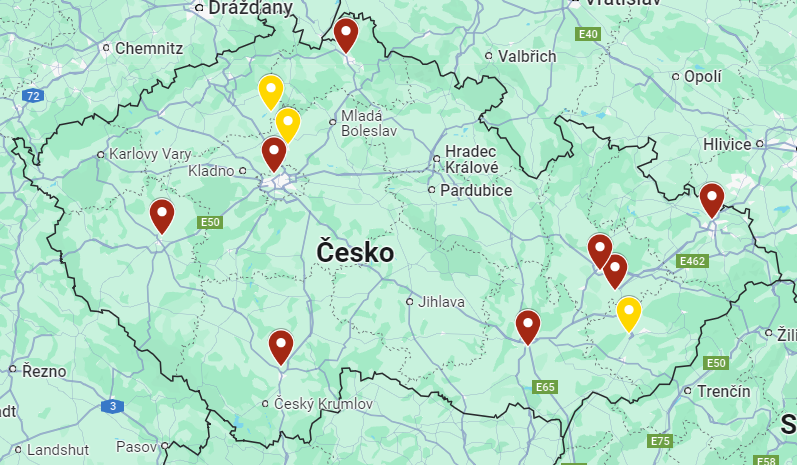 Drážďany
Vratislav
E40
Chemnitz
Valbřich
Opolí
72
Mladá
Boleslav
Hlivice
Karlovy Vary
Hradec
Králové
Kladno
Pardubice
E50
Česko
E462
Jihlava
Řezno
E50
Trenčín
E65
Český Krumlov
3
E75
Landshut
Pasov
E58